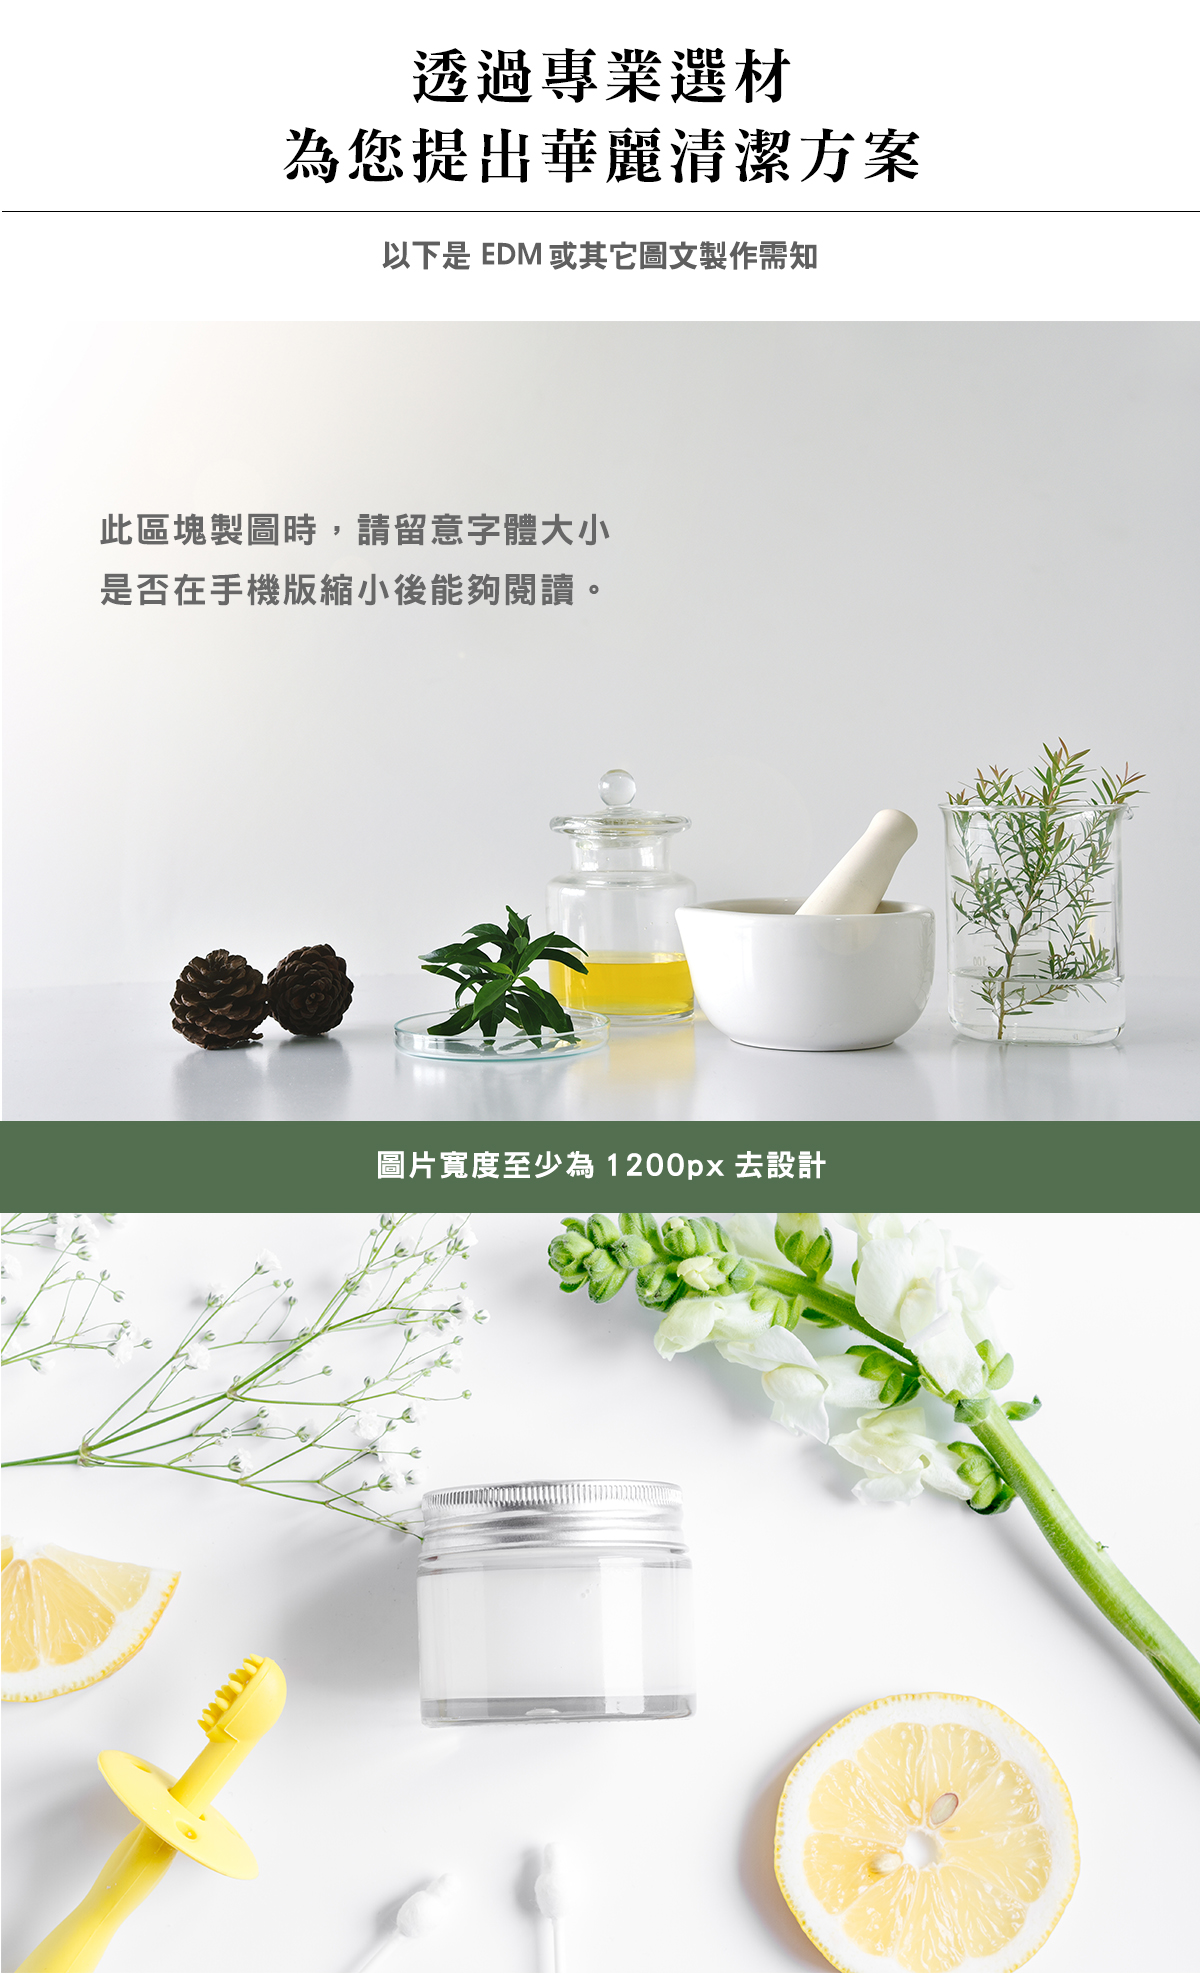 透過專業選材
為您提出華麗清潔方案
以下是 EDM 或其它圖文製作需知
此區塊製圖時，請留意字體大小
是否在手機版縮小後能夠閱讀。
圖片寬度至少為 1200px 去設計